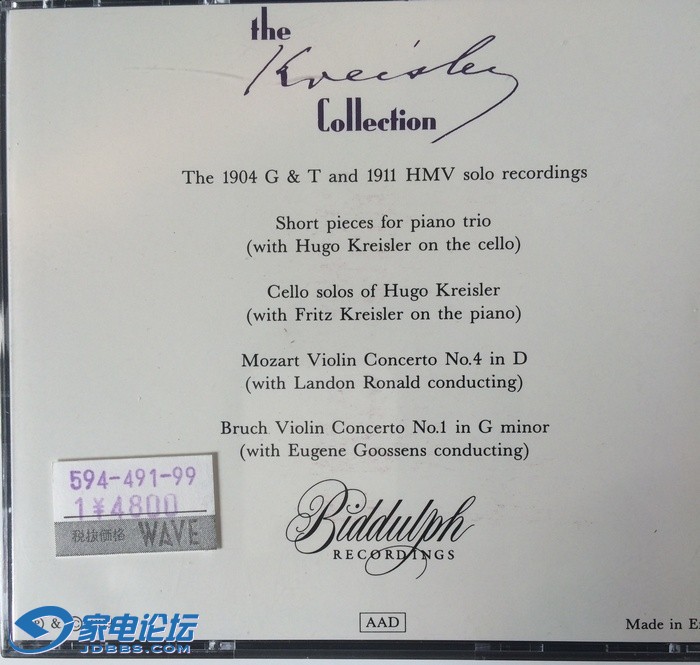 the
Kreisler
Collection
The 1904 G & T and 1911 HMV solo recordings
Short pieces for piano trio
(with Hugo Kreisler on the cello)
Cello solos of Hugo Kreisler
(with Fritz Kreisler on the piano)
Mozart Violin Concerto No.4 in D
(with Landon Ronald conducting)
Bruch Violin Concerto No.1 in G minor
(with Eugene Goossens conducting)
594-491-99
1¥4800
税抜価格 WAVE
Biddulph
RECORDINGS
AAD
Made in
家电论坛
JDBBS.COM